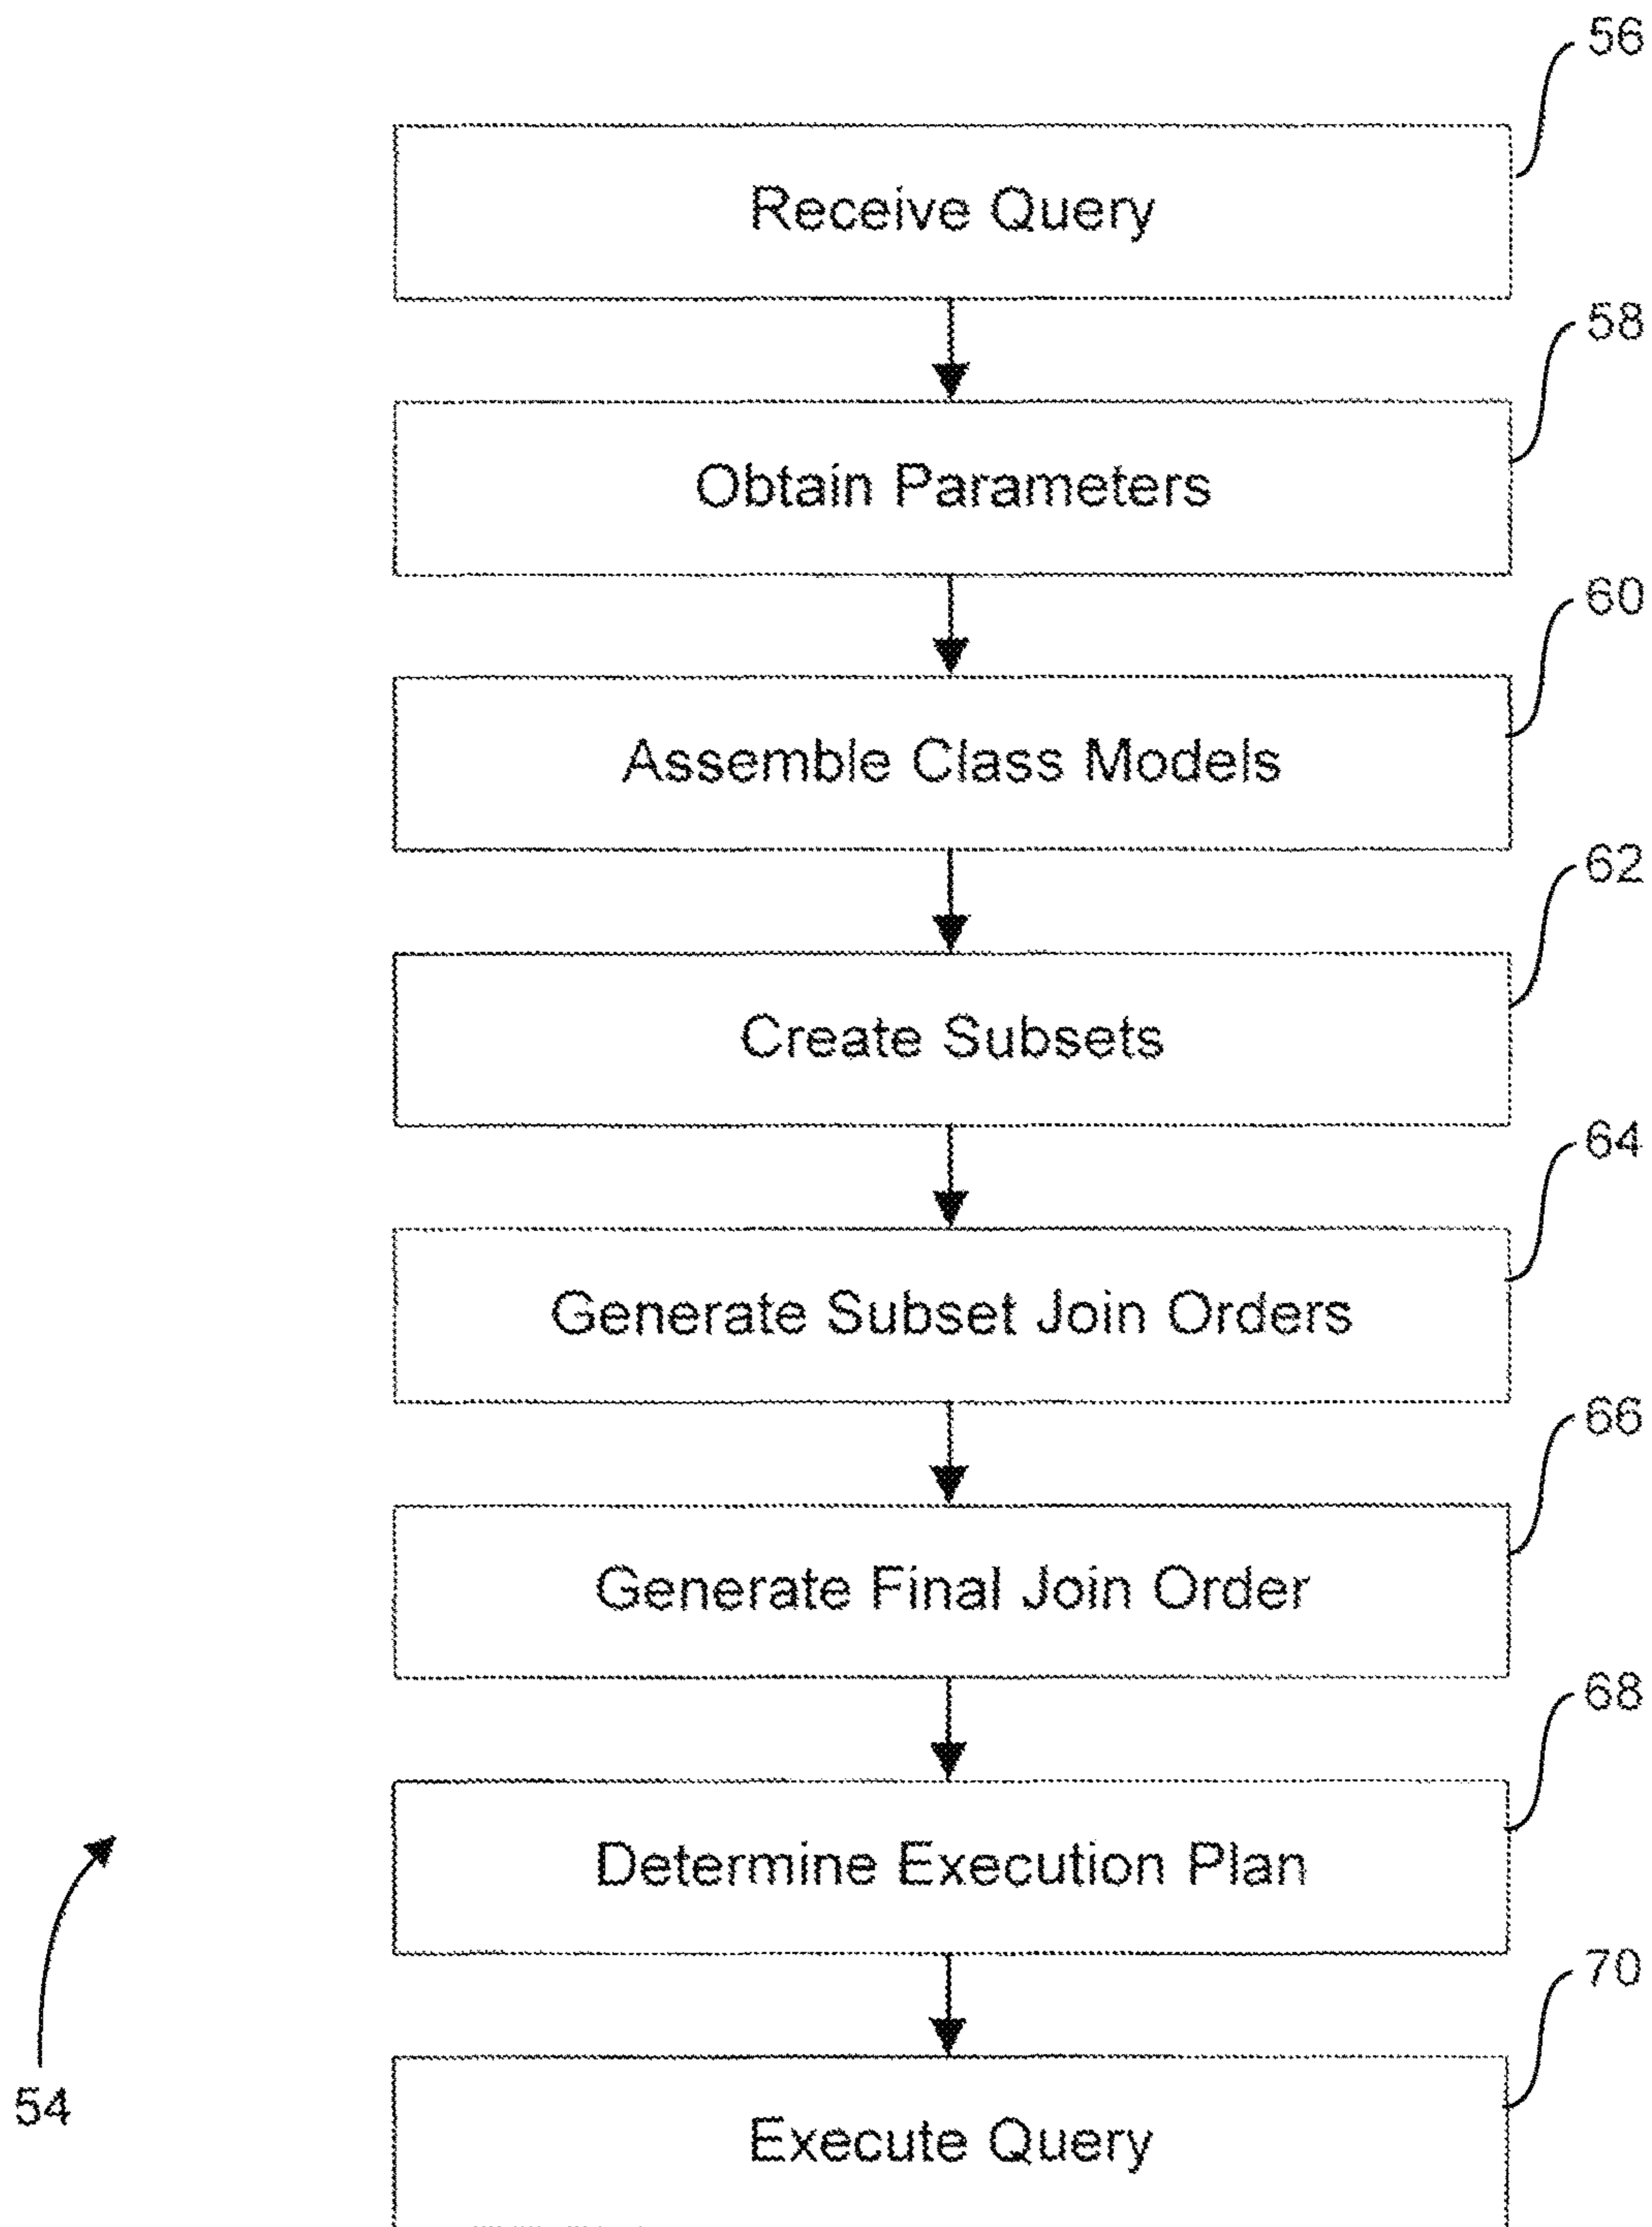 56
Receive Query
58
Obtain Parameters
60
Assemble Class Models
62
Create Subsets
64
Generate Subset Join Orders
66
Generate Final Join Order
68
Determine Execution Plan
70
54
Execute Query